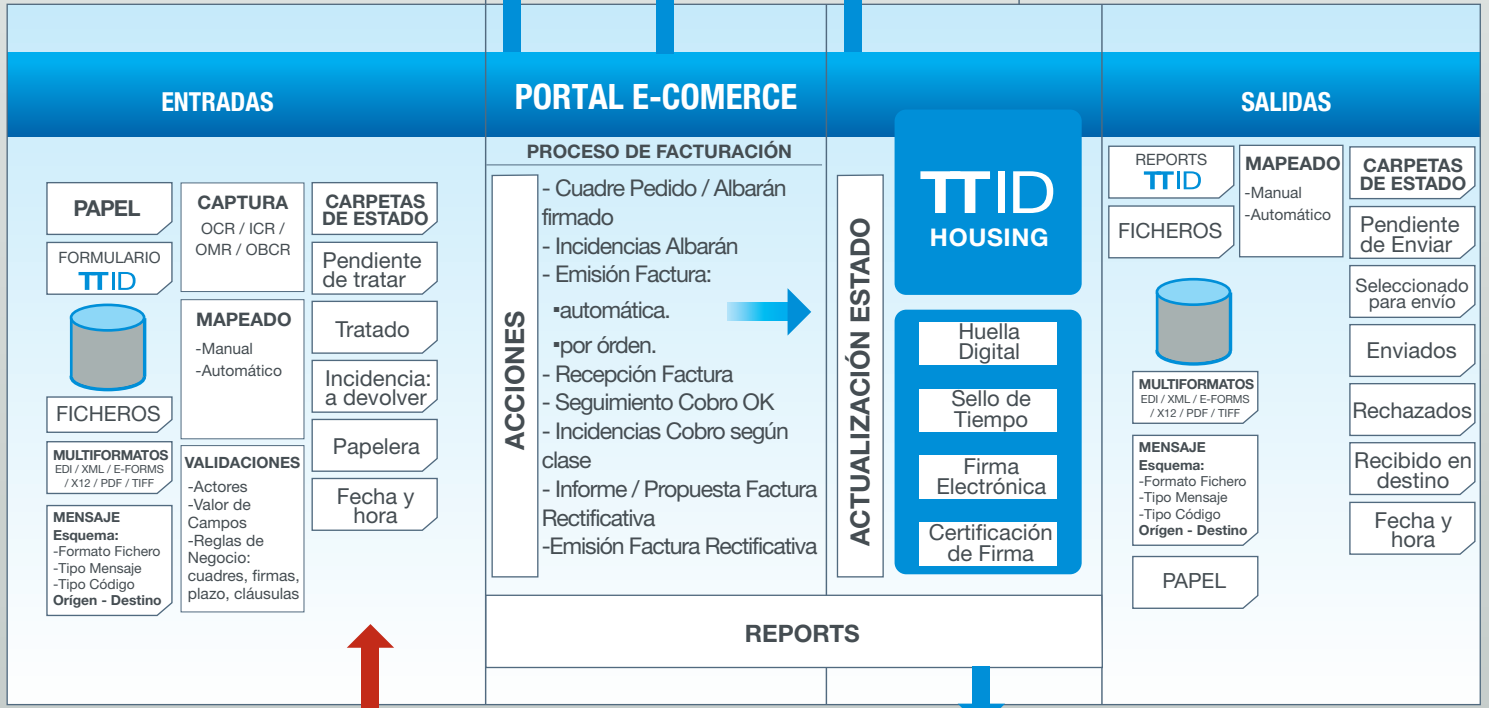 ENTRADAS
PAPEL
FORMULARIO
TTID
FICHEROS
MULTIFORMATOS
EDI / XML / E-FORMS
/ X12 / PDF / TIFF
MENSAJE
Esquema:
-Formato Fichero
-Tipo Mensaje
-Tipo Código
Orígen - Destino
CAPTURA
OCR / ICR /
OMR / OBCR
MAPEADO
-Manual
-Automático
VALIDACIONES
-Actores
-Valor de
Campos
-Reglas de
Negocio:
cuadres, firmas,
plazo, cláusulas
CARPETAS
DE ESTADO
Pendiente
de tratar
Tratado
Incidencia:
a devolver
Papelera
Fecha y
hora
PORTAL E-COMERCE
PROCESO DE FACTURACIÓN
ACCIONES
- Cuadre Pedido / Albarán
firmado
- Incidencias Albarán
- Emisión Factura:
▪automática.
▪por órden.
- Recepción Factura
- Seguimiento Cobro OK
- Incidencias Cobro según
clase
- Informe / Propuesta Factura
Rectificativa
-Emisión Factura Rectificativa
ACTUALIZACIÓN ESTADO
TTID
HOUSING
Huella
Digital
Sello de
Tiempo
Firma
Electrónica
Certificación
de Firma
REPORTS
SALIDAS
REPORTS
TTID
FICHEROS
MULTIFORMATOS
EDI / XML / E-FORMS
/ X12 / PDF / TIFF
MENSAJE
Esquema:
-Formato Fichero
-Tipo Mensaje
-Tipo Código
Orígen - Destino
PAPEL
MAPEADO
-Manual
-Automático
CARPETAS
DE ESTADO
Pendiente
de Enviar
Seleccionado
para envío
Enviados
Rechazados
Recibido en
destino
Fecha y
hora